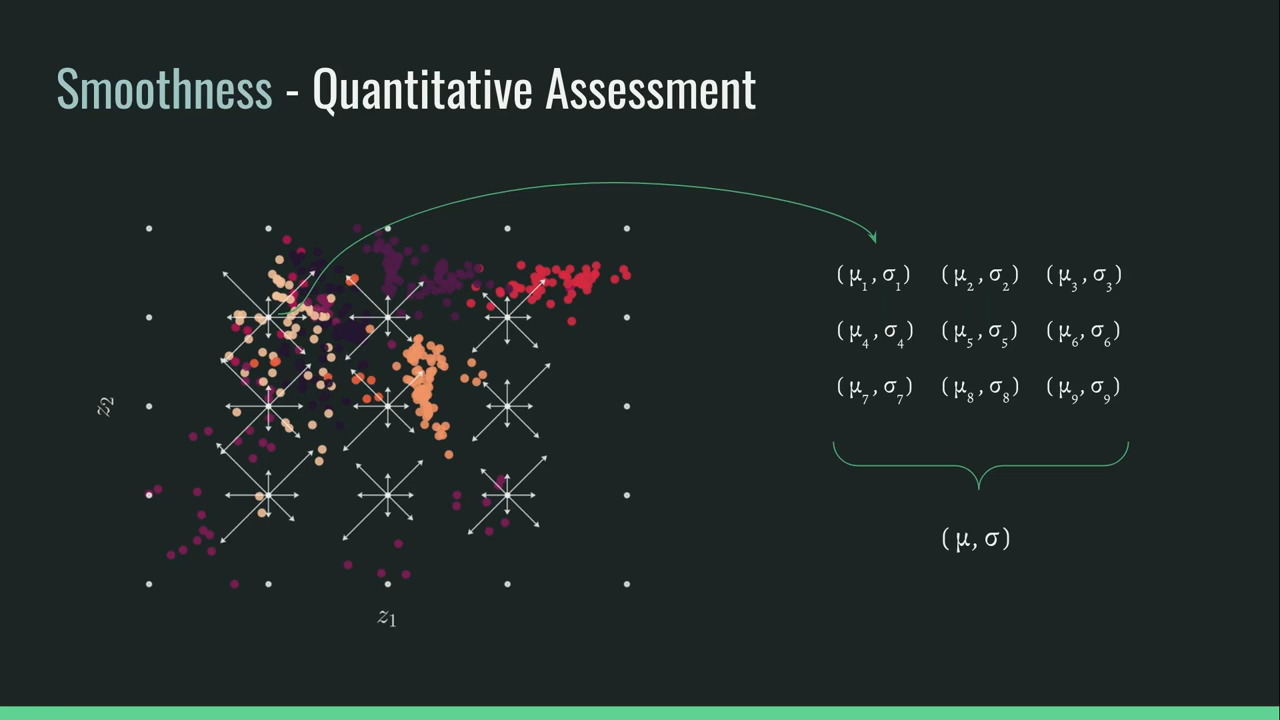 Smoothness - Quantitative Assessment
(μ₁,σ₁) (μ₂,σ₂) (μ₃,σ₃)
(μ₄,σ₄) (μ₅,σ₅) (μ₆,σ₆)
(μ₇,σ₇) (μ₈,σ₈) (μ₉,σ₉)
z₂
(μ,σ)
z₁